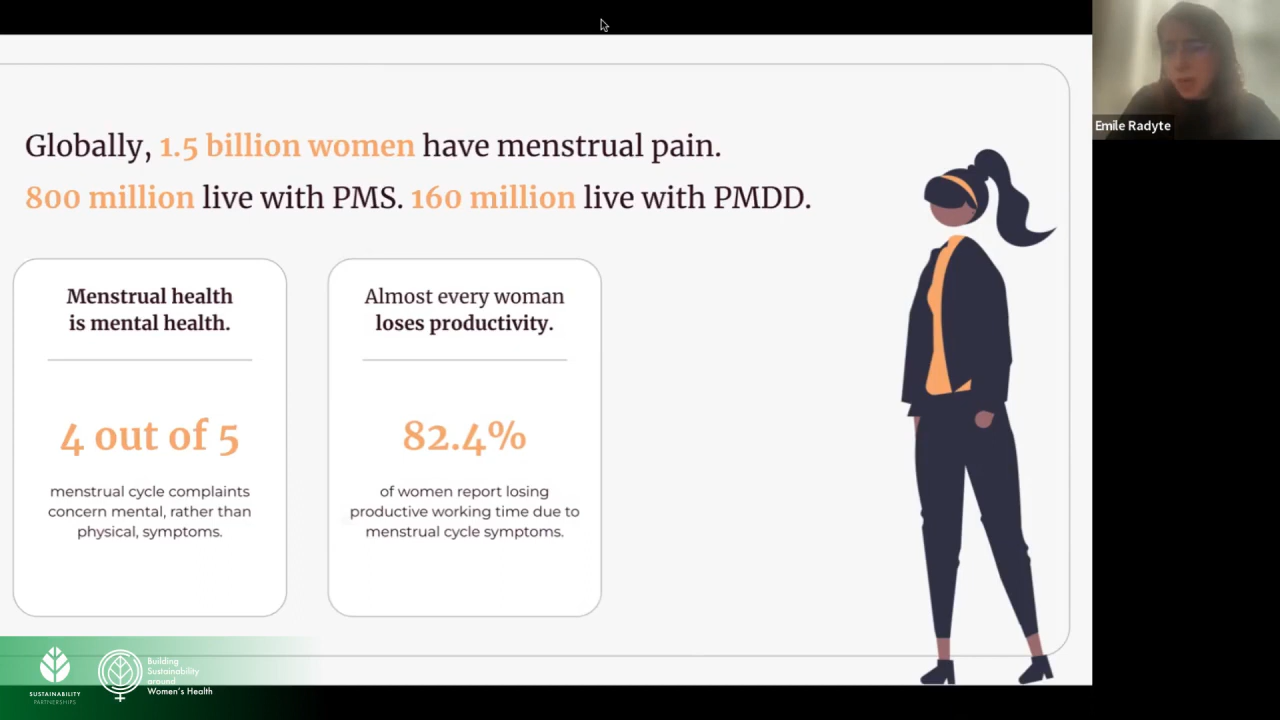 Globally, 1.5 billion women have menstrual pain.
800 million live with PMS. 160 million live with PMDD.
Menstrual health
is mental health.
4 out of 5
menstrual cycle complaints
concern mental, rather than
physical, symptoms.
Almost every woman
loses productivity.
82.4%
of women report losing
productive working time due to
menstrual cycle symptoms.
Emile Radyte
SUSTAINABILITY
PARTNERSHIPS
Building
Sustainability
around
Women's Health